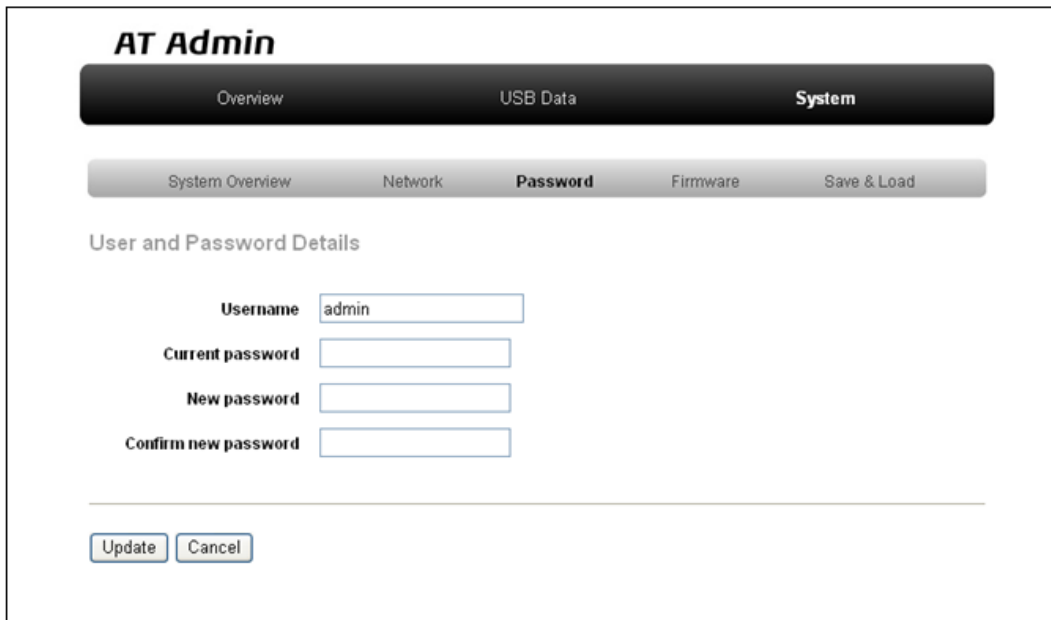 AT Admin
Overview USB Data System
System Overview Network Password Firmware Save & Load
User and Password Details
Username admin
Current password
New password
Confirm new password
Update Cancel